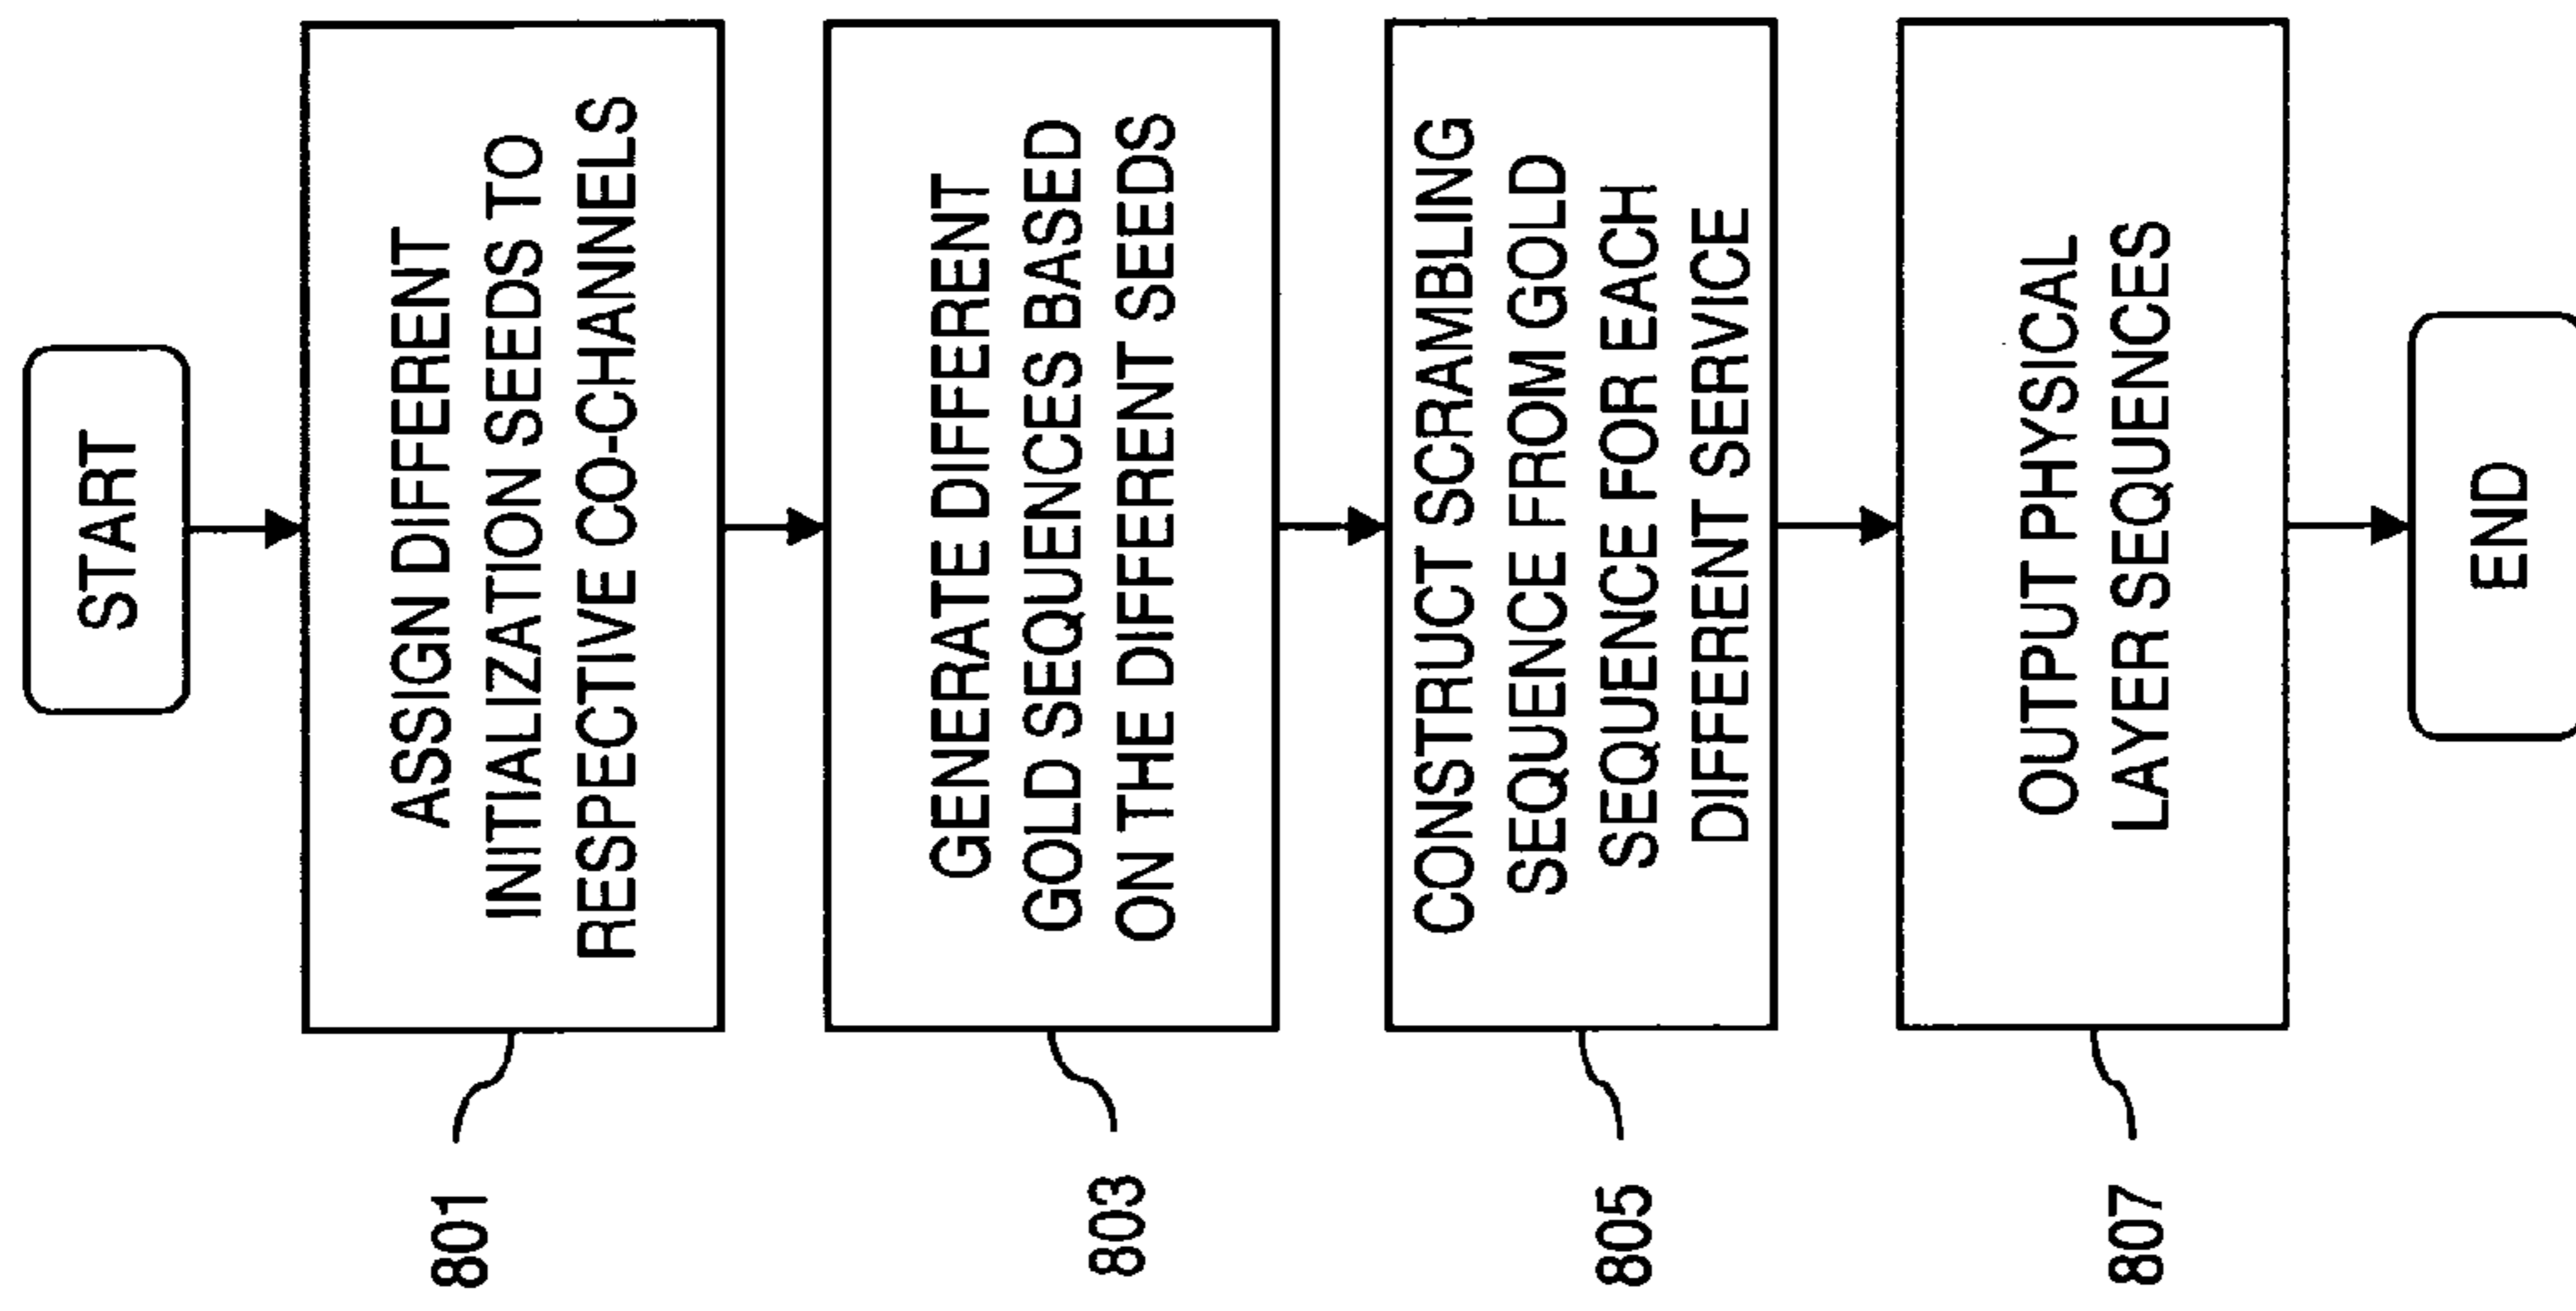 START
ASSIGN DIFFERENT
INITIALIZATION SEEDS TO
RESPECTIVE CO-CHANNELS
801
GENERATE DIFFERENT
GOLD SEQUENCES BASED
ON THE DIFFERENT SEEDS
803
CONSTRUCT SCRAMBLING
SEQUENCE FROM GOLD
SEQUENCE FOR EACH
DIFFERENT SERVICE
805
OUTPUT PHYSICAL
LAYER SEQUENCES
807
END